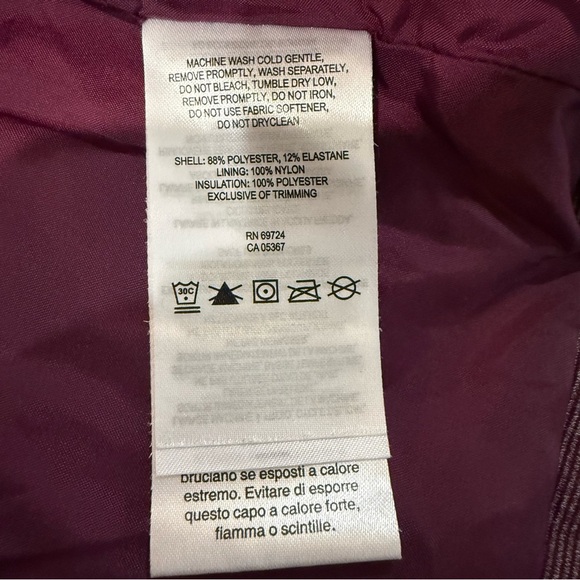 MACHINE WASH COLD GENTLE,
REMOVE PROMPTLY, WASH SEPARATELY,
DO NOT BLEACH, TUMBLE DRY LOW,
REMOVE PROMPTLY, DO NOT IRON,
DO NOT USE FABRIC SOFTENER,
DO NOT DRYCLEAN
SHELL: 88% POLYESTER, 12% ELASTANE
LINING: 100% NYLON
INSULATION: 100% POLYESTER
EXCLUSIVE OF TRIMMING
RN 69724
CA 05367
30C
bruciano se esposti a calore
estremo. Evitare di esporre
questo capo a calore forte,
fiamma o scintille.